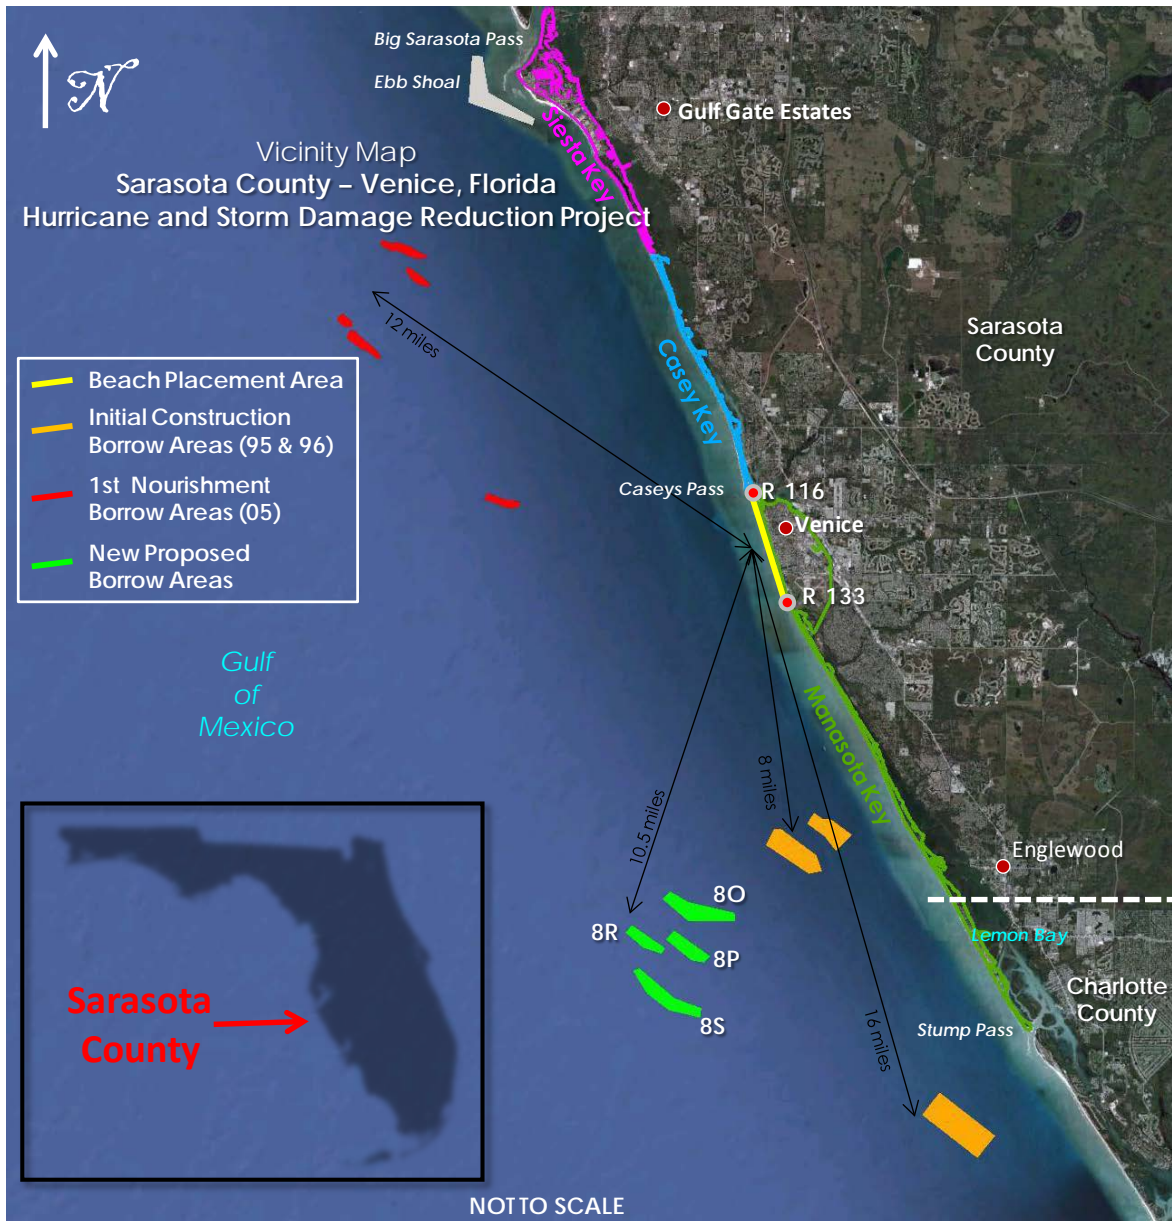 Big Sarasota Pass
Ebb Shoal
N
Gulf Gate Estates
Siesta Key
Vicinity Map
Sarasota County – Venice, Florida
Hurricane and Storm Damage Reduction Project
12 miles
Sarasota
County
Beach Placement Area
Initial Construction
Borrow Areas (95 & 96)
1st Nourishment
Borrow Areas (05)
New Proposed
Borrow Areas
Casey Key
Caseys Pass
R 116
Venice
R 133
Gulf
of
Mexico
Manasota Key
8 miles
10.5 miles
Englewood
8O
8R
8P
8S
Lemon Bay
Charlotte
County
Stump Pass
16 miles
Sarasota
County
NOT TO SCALE